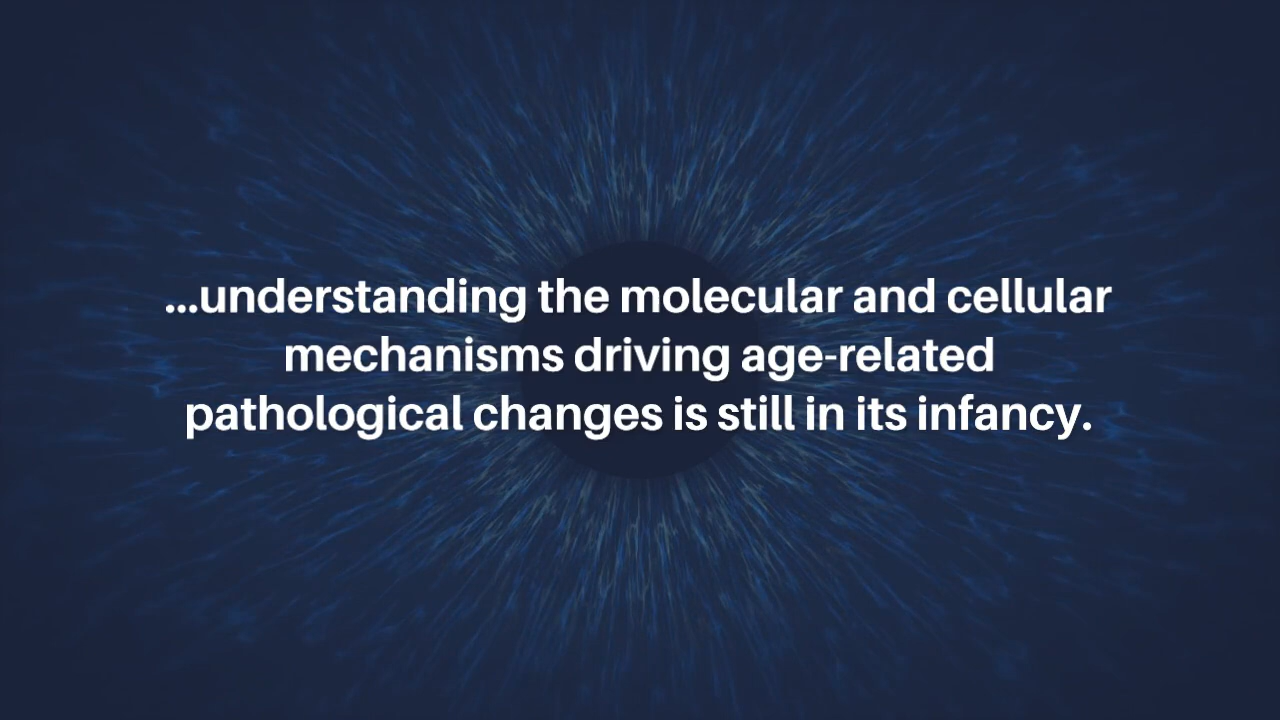 ...understanding the molecular and cellular
mechanisms driving age-related
pathological changes is still in its infancy.